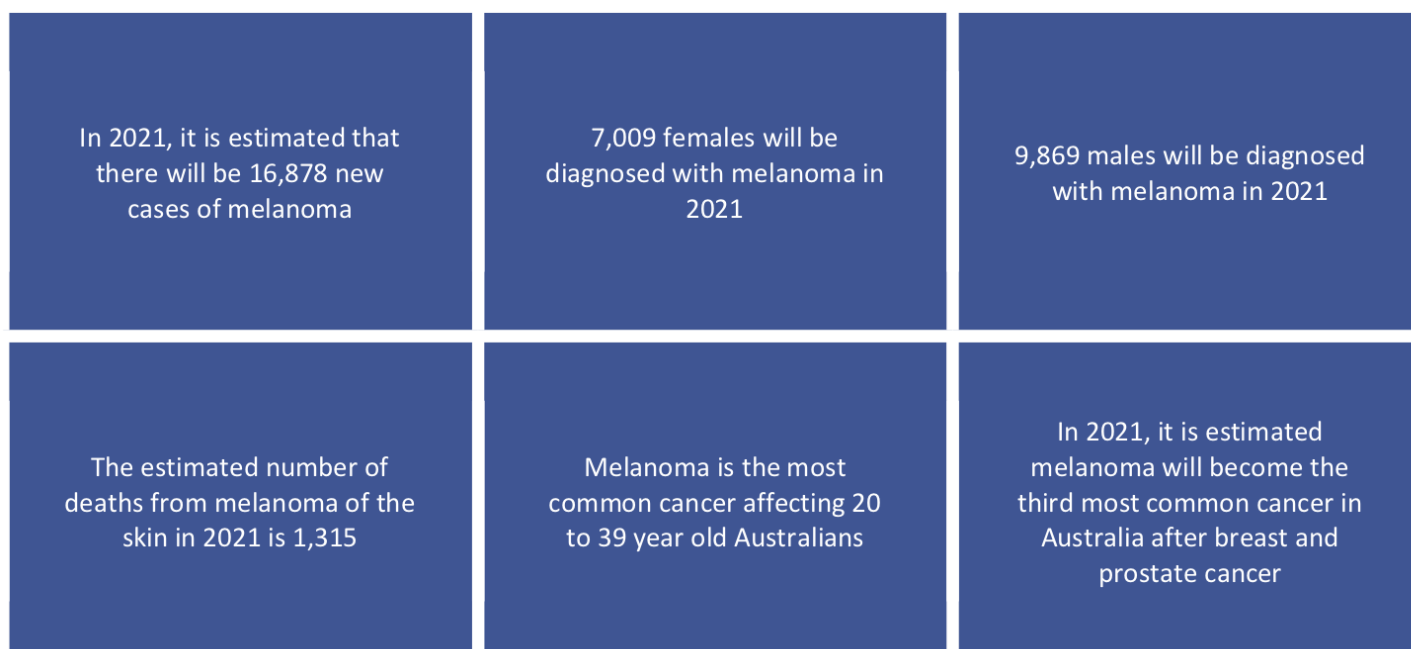 In 2021, it is estimated that
there will be 16,878 new
cases of melanoma
7,009 females will be
diagnosed with melanoma in
2021
9,869 males will be diagnosed
with melanoma in 2021
The estimated number of
deaths from melanoma of the
skin in 2021 is 1,315
Melanoma is the most
common cancer affecting 20
to 39 year old Australians
In 2021, it is estimated
melanoma will become the
third most common cancer in
Australia after breast and
prostate cancer